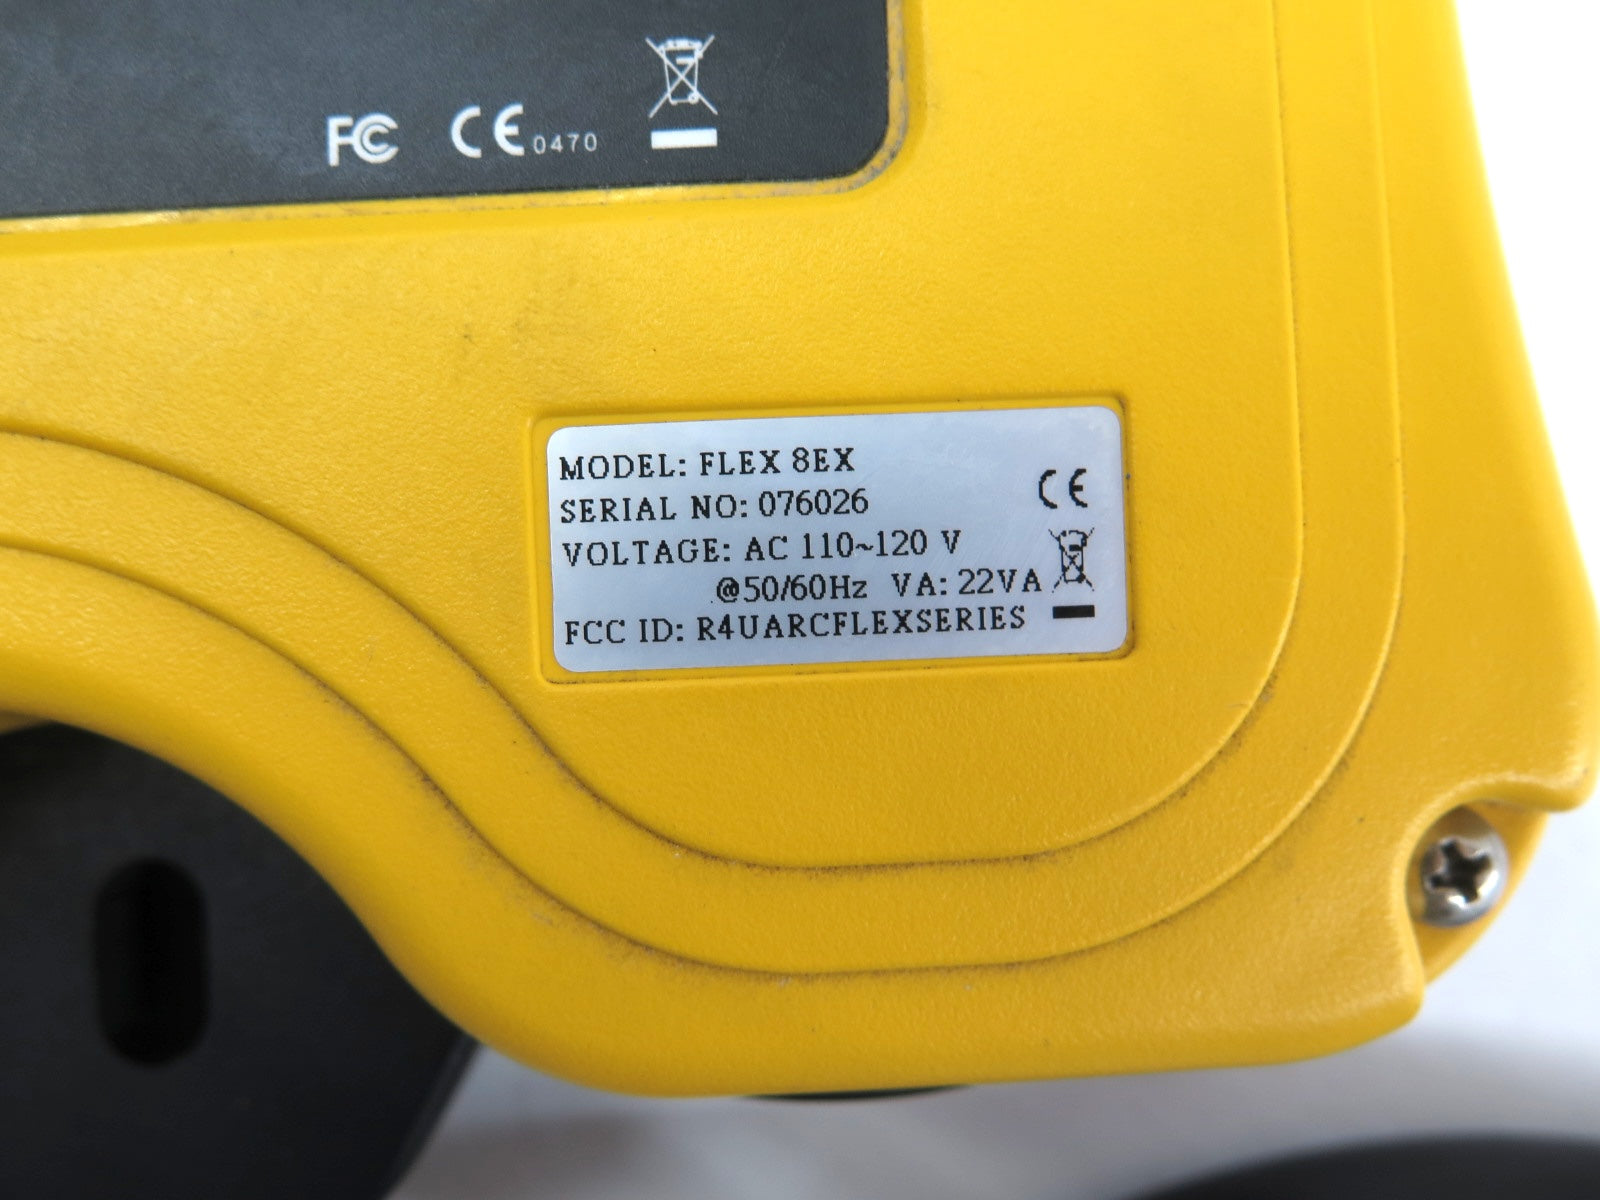 FC CE 0470
MODEL: FLEX 8EX
SERIAL NO: 076026
CE
VOLTAGE: AC 110~120 V
@50/60Hz VA: 22VA
FCC ID: R4UARCFLEXSERIES